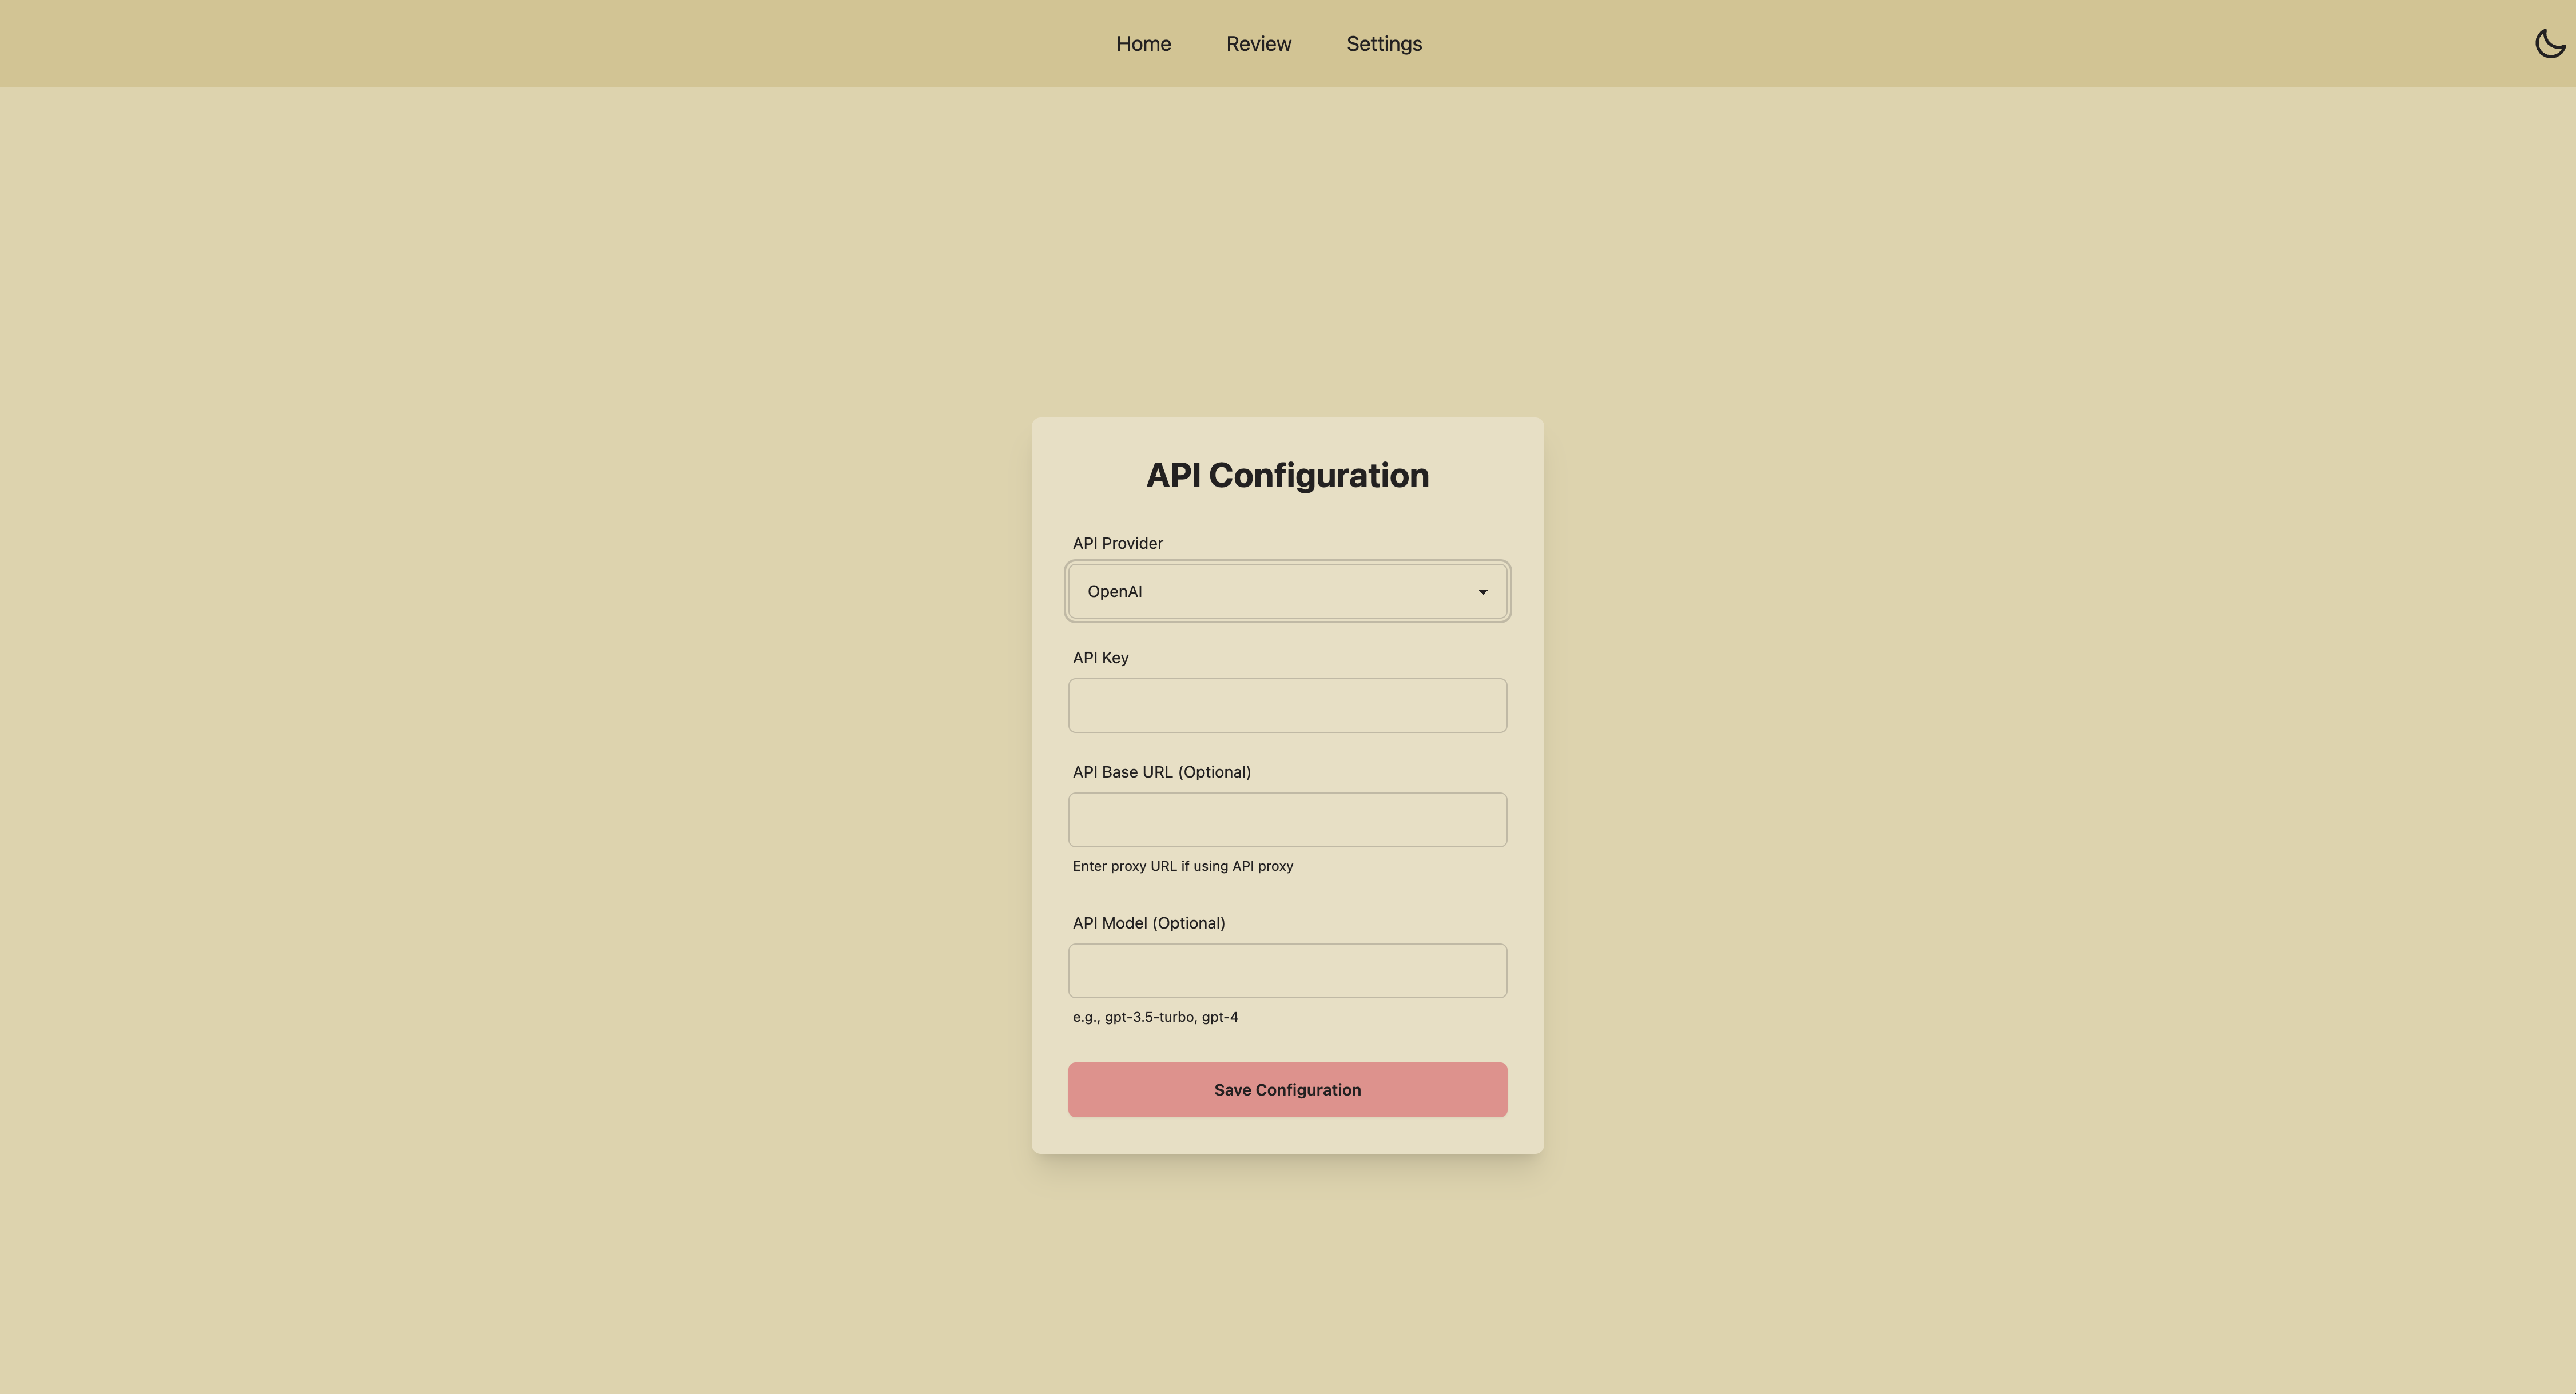 Home Review Settings
API Configuration
API Provider
OpenAI
API Key
API Base URL (Optional)
Enter proxy URL if using API proxy
API Model (Optional)
e.g., gpt-3.5-turbo, gpt-4
Save Configuration